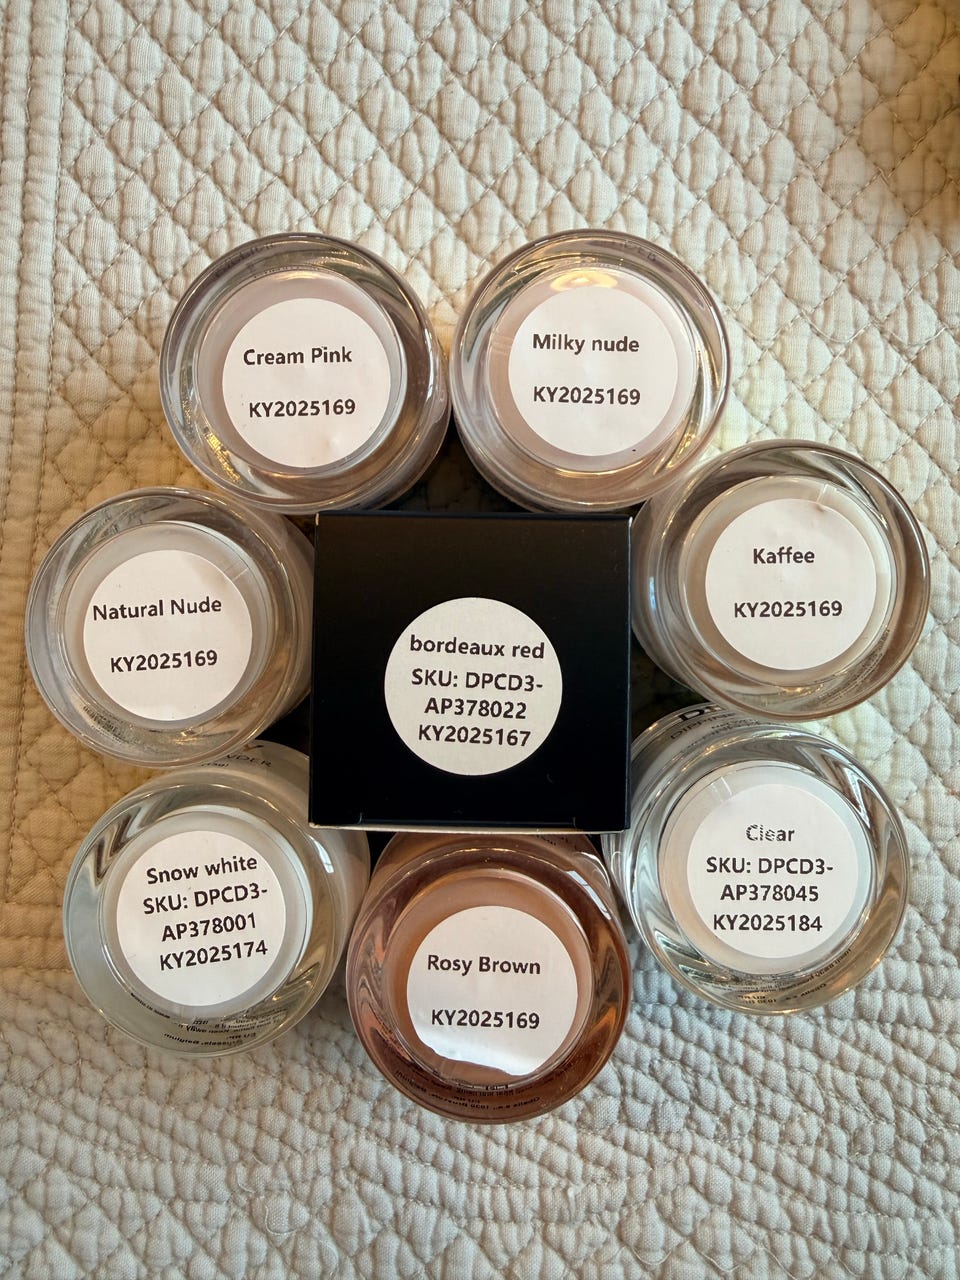 Cream Pink
KY2025169
Milky nude
KY2025169
Natural Nude
KY2025169
Kaffee
KY2025169
bordeaux red
SKU: DPCD3-
AP378022
KY2025167
Snow white
SKU: DPCD3-
AP378001
KY2025174
Clear
SKU: DPCD3-
AP378045
KY2025184
Rosy Brown
KY2025169